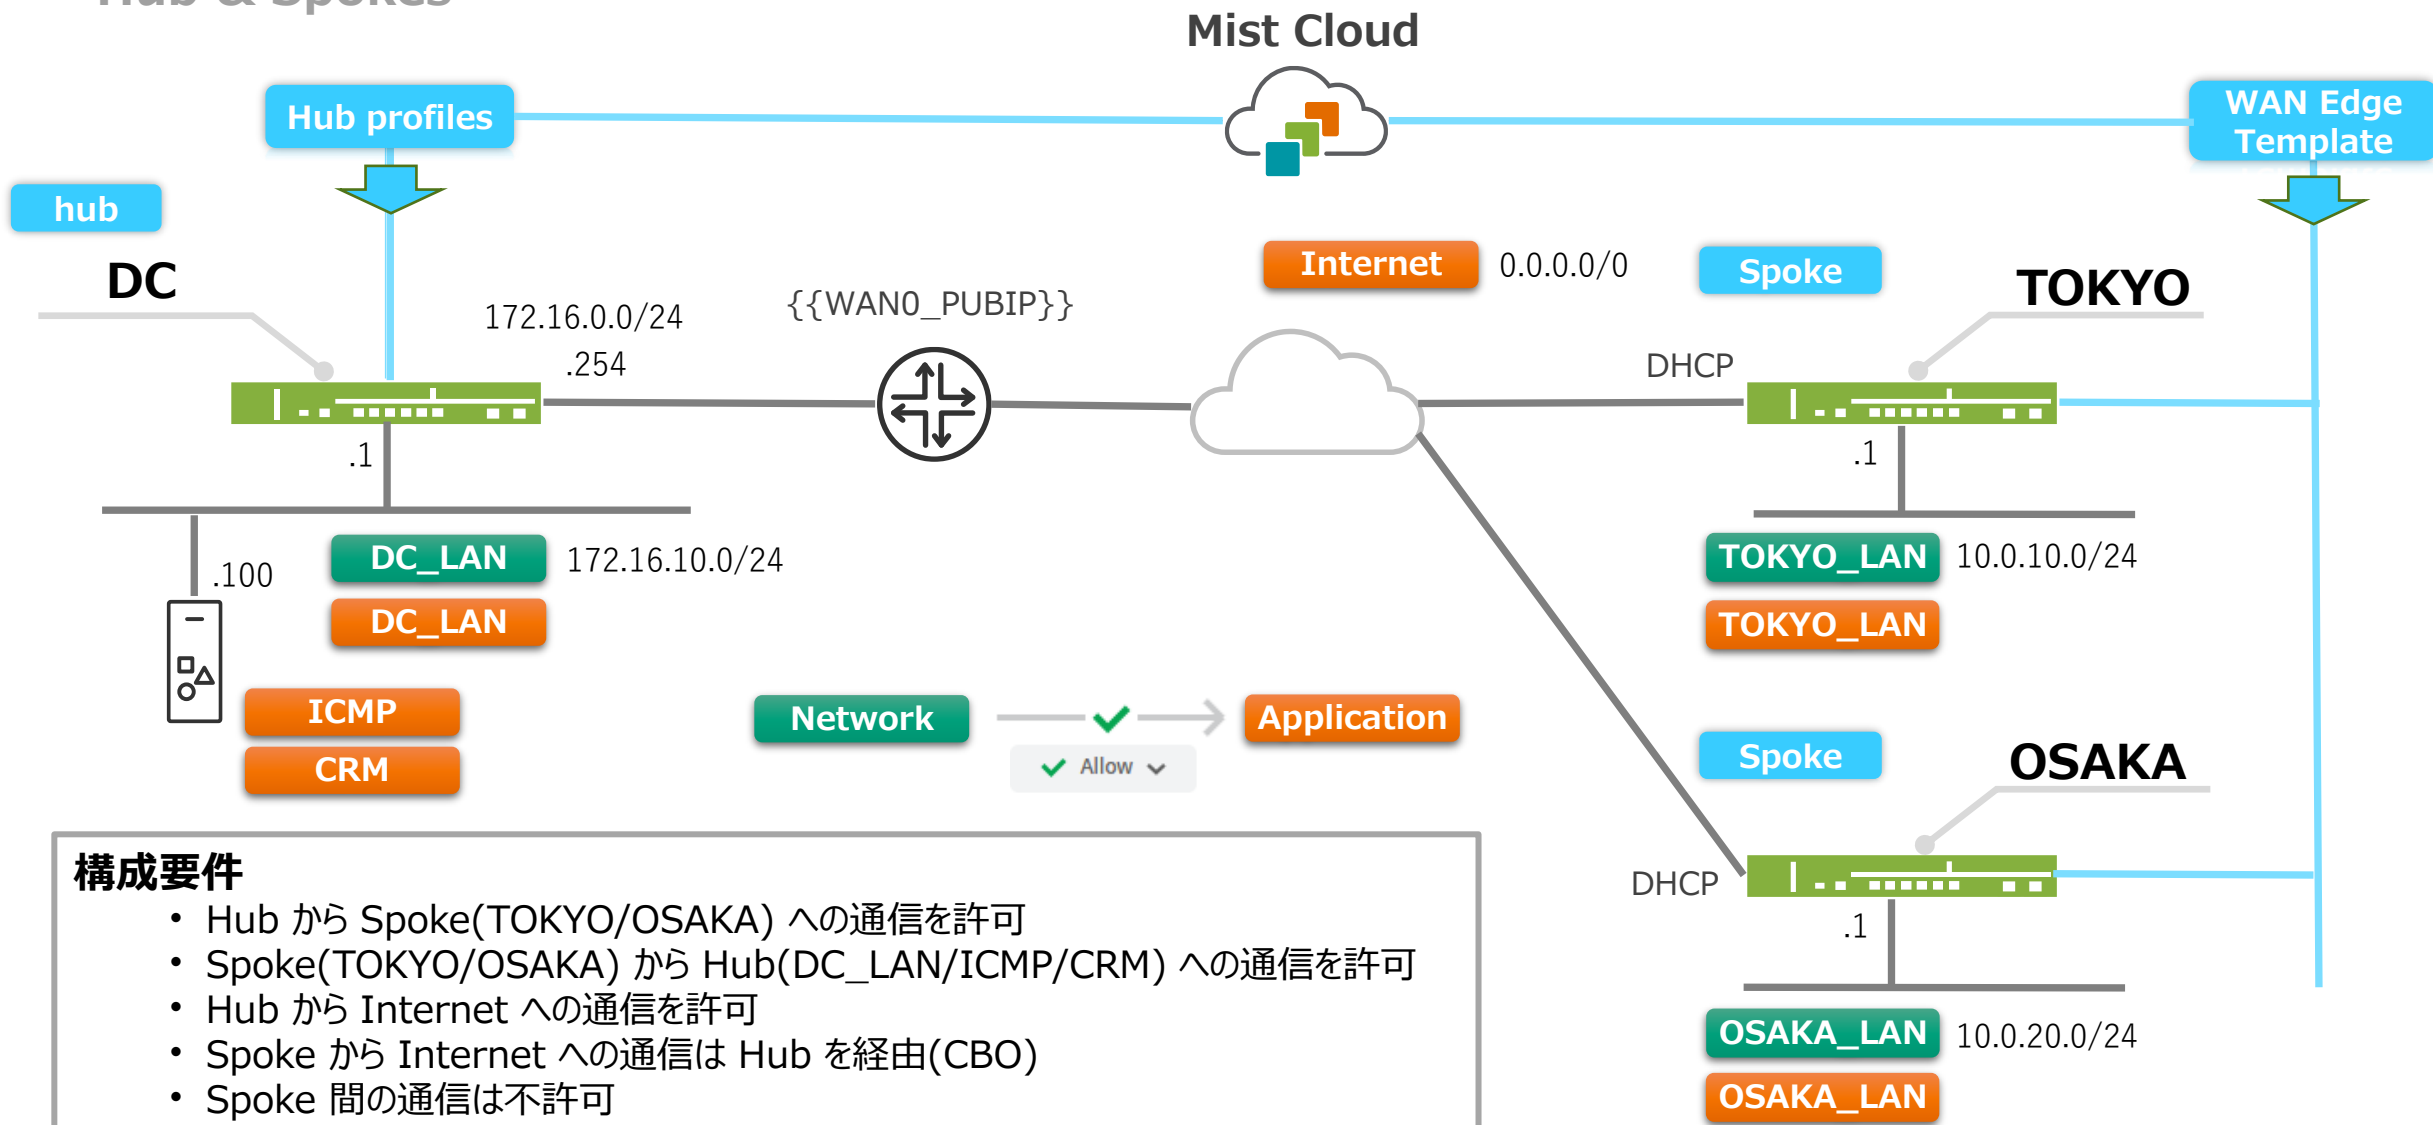 Hub & Spokes
Mist Cloud
Hub profiles
WAN Edge
Template
hub
DC
172.16.0.0/24
.254
{{WAN0_PUBIP}}
Internet
0.0.0.0/0
Spoke
TOKYO
DHCP
.1
.1
.100
DC_LAN
172.16.10.0/24
DC_LAN
TOKYO_LAN
10.0.10.0/24
TOKYO_LAN
ICMP
CRM
Network
Application
Allow
Spoke
OSAKA
DHCP
.1
OSAKA_LAN
10.0.20.0/24
OSAKA_LAN
構成要件
• Hub から Spoke(TOKYO/OSAKA) への通信を許可
• Spoke(TOKYO/OSAKA) から Hub(DC_LAN/ICMP/CRM) への通信を許可
• Hub から Internet への通信を許可
• Spoke から Internet への通信は Hub を経由(CBO)
• Spoke 間の通信は不許可